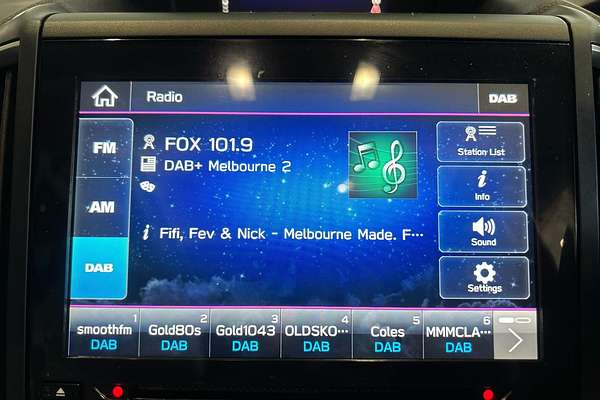 Radio
DAB
FM
FOX 101.9
Station List
DAB+ Melbourne 2
AM
i Info
i Fifi, Fev & Nick - Melbourne Made. F···
Sound
DAB
Settings
1 2 3 4 5 6
smoothfm Gold80s Gold1043 OLDSKO··· Coles MMMCLA···
DAB DAB DAB DAB DAB DAB